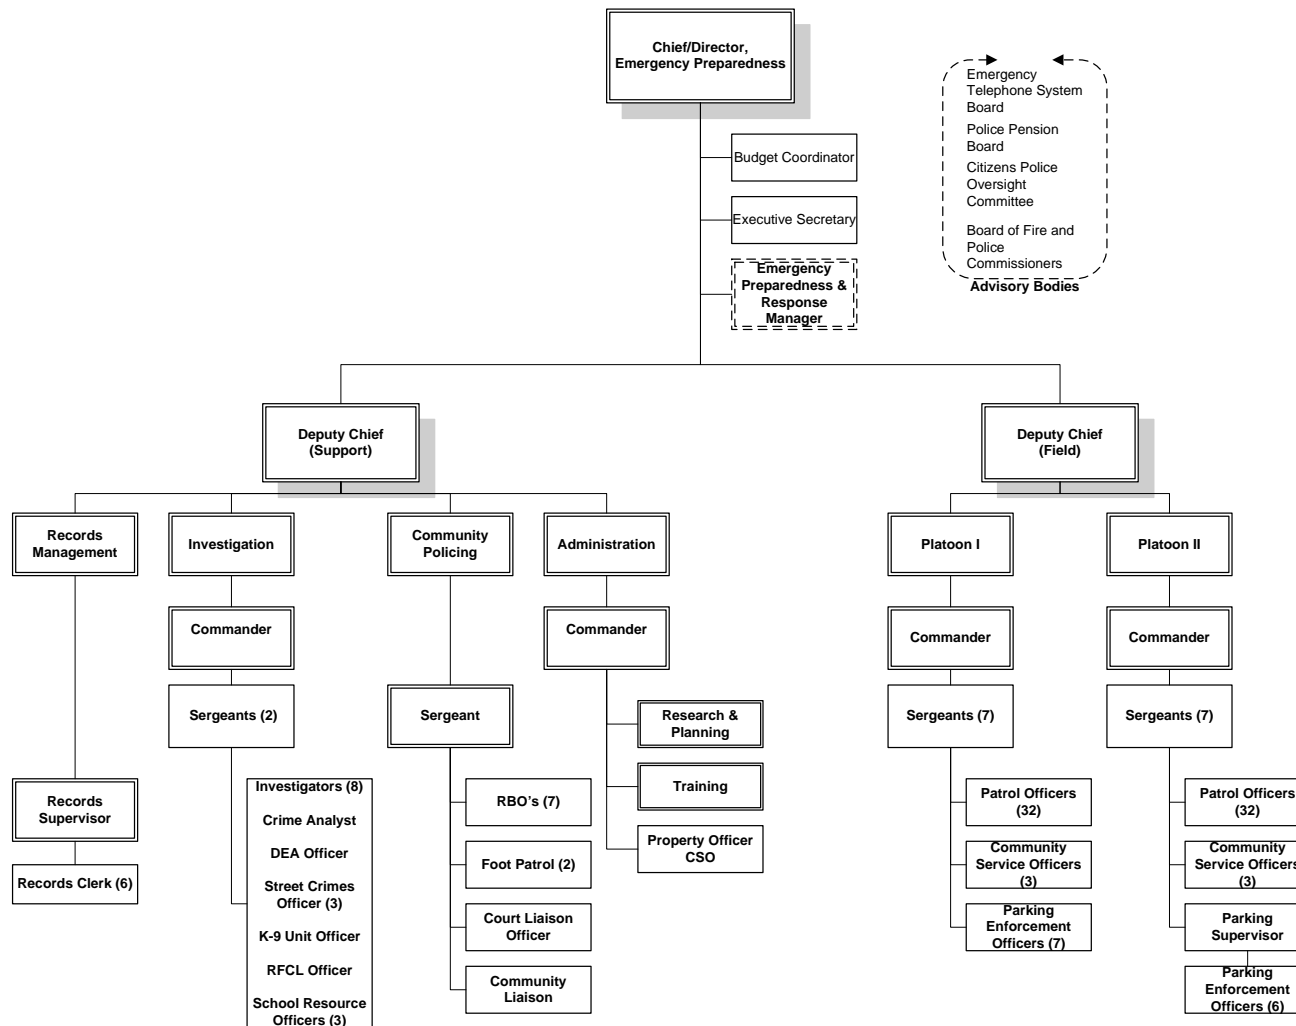 Chief/Director,
Emergency Preparedness
Emergency
Telephone System
Board
Police Pension
Board
Citizens Police
Oversight
Committee
Board of Fire and
Police
Commissioners
Advisory Bodies
Budget Coordinator
Executive Secretary
Emergency
Preparedness &
Response
Manager
Deputy Chief
(Support)
Deputy Chief
(Field)
Records
Management
Investigation
Community
Policing
Administration
Platoon I
Platoon II
Commander
Commander
Commander
Commander
Sergeants (2)
Sergeant
Research &
Planning
Sergeants (7)
Sergeants (7)
Records
Supervisor
Records Clerk (6)
Investigators (8)
Crime Analyst
DEA Officer
Street Crimes
Officer (3)
K-9 Unit Officer
RFCL Officer
School Resource
Officers (3)
RBO's (7)
Foot Patrol (2)
Court Liaison
Officer
Community
Liaison
Training
Property Officer
CSO
Patrol Officers
(32)
Community
Service Officers
(3)
Parking
Enforcement
Officers (7)
Patrol Officers
(32)
Community
Service Officers
(3)
Parking
Supervisor
Parking
Enforcement
Officers (6)